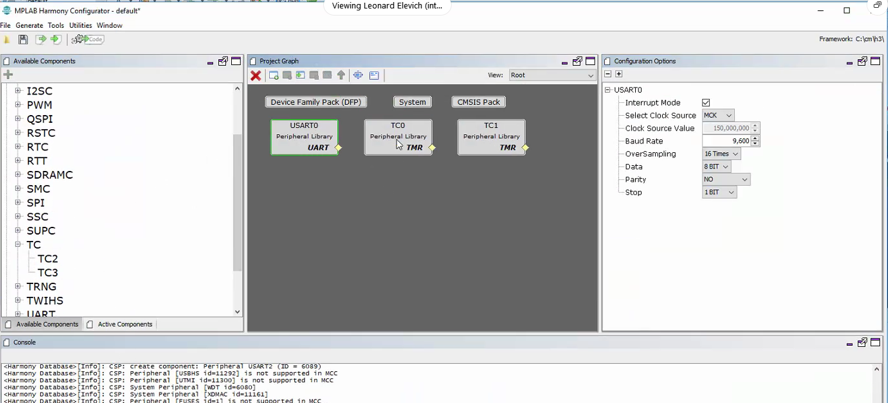 Viewing Leonard Elevich (int...
MPLAB Harmony Configurator - default*
File Generate Tools Utilities Window
Code
Framework: C:\cm\h3\
Available Components
I2SC
PWM
QSPI
RSTC
RTC
RTT
SDRAMC
SMC
SPI
SSC
SUPC
TC
TC2
TC3
TRNG
TWIHS
UART
Available Components Active Components
Project Graph
View: Root
Device Family Pack (DFP) System CMSIS Pack
USART0
Peripheral Library
UART
TC0
Peripheral Library
TMR
TC1
Peripheral Library
TMR
Configuration Options
USART0
Interrupt Mode
Select Clock Source MCK
Clock Source Value 150,000,000
Baud Rate 9,600
OverSampling 16 Times
Data 8 BIT
Parity NO
Stop 1 BIT
Console
<Harmony Database>[Info]: CSP: create component: Peripheral USART2 (ID = 6089)
<Harmony Database>[Info]: CSP: Peripheral [USBHS id=11292] is not supported in MCC
<Harmony Database>[Info]: CSP: Peripheral [UTMI id=11300] is not supported in MCC
<Harmony Database>[Info]: CSP: System Peripheral [WDT id=6080]
<Harmony Database>[Info]: CSP: System Peripheral [XDMAC id=11161]
<Harmony Database>[Info]: CSP: Peripheral [FUSES id=1] is not supported in MCC